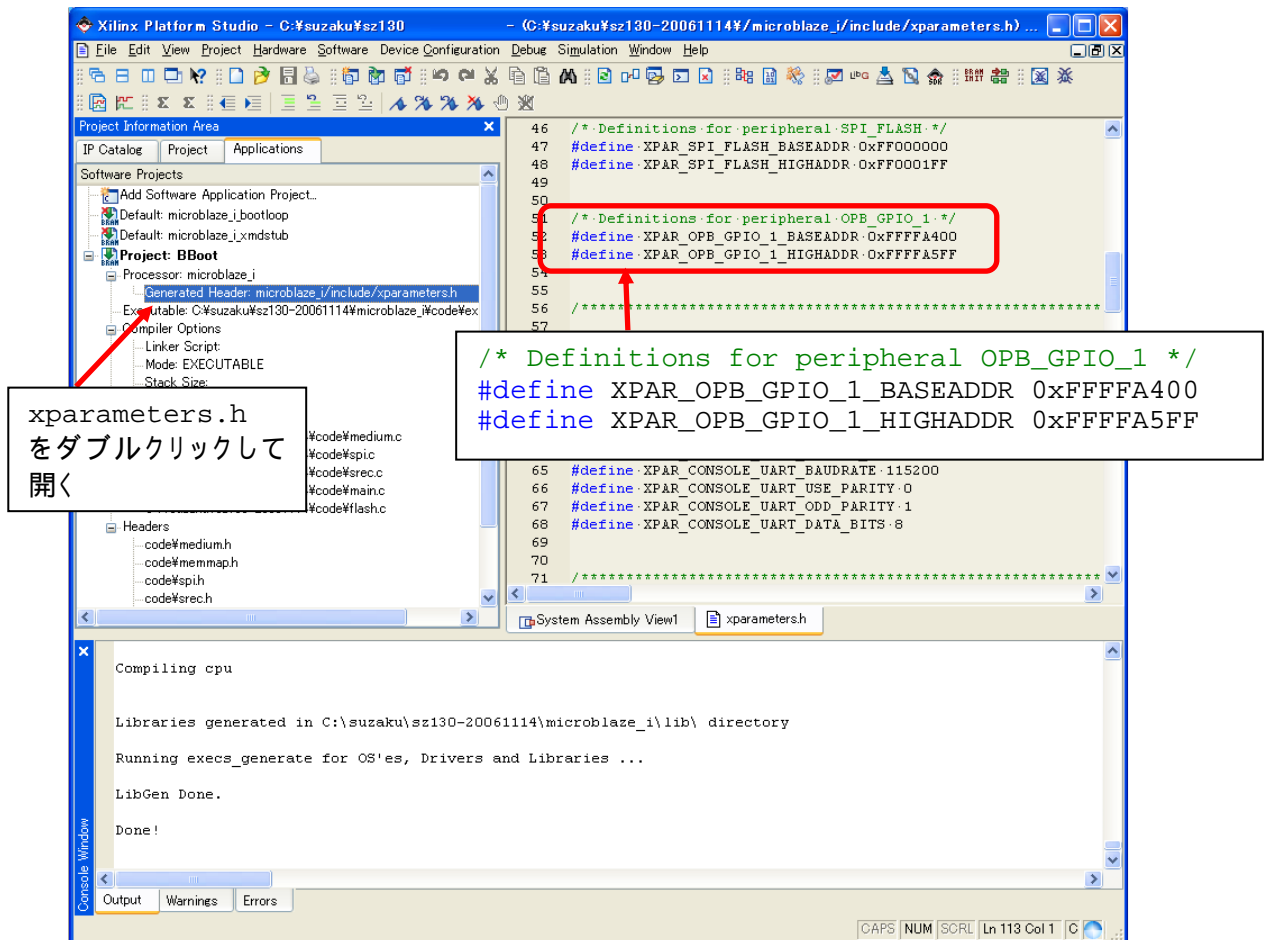 Xilinx Platform Studio - C:¥suzaku¥sz130 - (C:¥suzaku¥sz130-20061114¥/microblaze_i/include/xparameters.h) ...
File Edit View Project Hardware Software Device Configuration Debug Simulation Window Help
Project Information Area
IP Catalog Project Applications
Software Projects
Add Software Application Project...
Default: microblaze_i_bootloop
Default: microblaze_i_xmdstub
Project: BBoot
Processor: microblaze_i
Generated Header: microblaze_i/include/xparameters.h
Executable: C:¥suzaku¥sz130-20061114¥microblaze_i¥code¥ex
Compiler Options
Linker Script:
Mode: EXECUTABLE
Stack Size:
¥code¥medium.c
¥code¥spi.c
¥code¥srec.c
¥code¥main.c
¥code¥flash.c
Headers
code¥medium.h
code¥memmap.h
code¥spi.h
code¥srec.h
xparameters.h
をダブルクリックして
開く
46 /* Definitions for peripheral SPI_FLASH */
47 #define XPAR_SPI_FLASH_BASEADDR 0xFF000000
48 #define XPAR_SPI_FLASH_HIGHADDR 0xFF0001FF
49
50
51 /* Definitions for peripheral OPB_GPIO_1 */
52 #define XPAR_OPB_GPIO_1_BASEADDR 0xFFFFA400
53 #define XPAR_OPB_GPIO_1_HIGHADDR 0xFFFFA5FF
54
55
56 /***********************************************************
57
/* Definitions for peripheral OPB_GPIO_1 */
#define XPAR_OPB_GPIO_1_BASEADDR 0xFFFFA400
#define XPAR_OPB_GPIO_1_HIGHADDR 0xFFFFA5FF
65 #define XPAR_CONSOLE_UART_BAUDRATE 115200
66 #define XPAR_CONSOLE_UART_USE_PARITY 0
67 #define XPAR_CONSOLE_UART_ODD_PARITY 1
68 #define XPAR_CONSOLE_UART_DATA_BITS 8
69
70
71 /***********************************************************
System Assembly View1 xparameters.h
Compiling cpu
Libraries generated in C:\suzaku\sz130-20061114\microblaze_i\lib\ directory
Running execs_generate for OS'es, Drivers and Libraries ...
LibGen Done.
Done!
Console Window
Output Warnings Errors
CAPS NUM SCRL Ln 113 Col 1 C